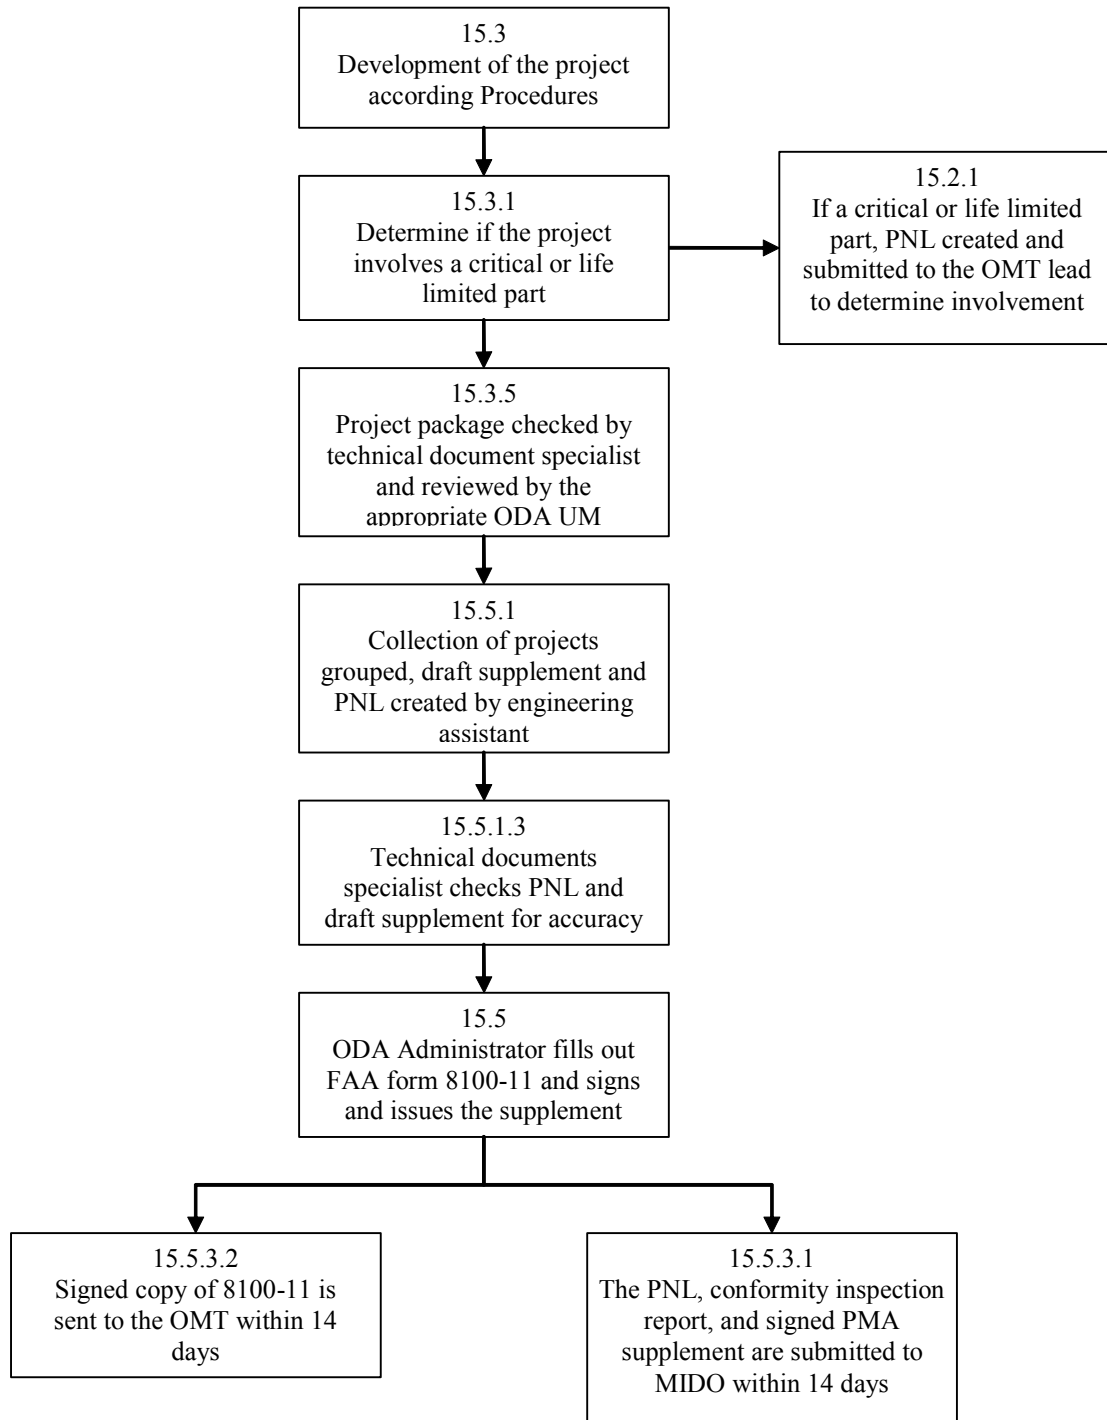 15.3
Development of the project
according Procedures
15.3.1
Determine if the project
involves a critical or life
limited part
15.2.1
If a critical or life limited
part, PNL created and
submitted to the OMT lead
to determine involvement
15.3.5
Project package checked by
technical document specialist
and reviewed by the
appropriate ODA UM
15.5.1
Collection of projects
grouped, draft supplement and
PNL created by engineering
assistant
15.5.1.3
Technical documents
specialist checks PNL and
draft supplement for accuracy
15.5
ODA Administrator fills out
FAA form 8100-11 and signs
and issues the supplement
15.5.3.2
Signed copy of 8100-11 is
sent to the OMT within 14
days
15.5.3.1
The PNL, conformity inspection
report, and signed PMA
supplement are submitted to
MIDO within 14 days